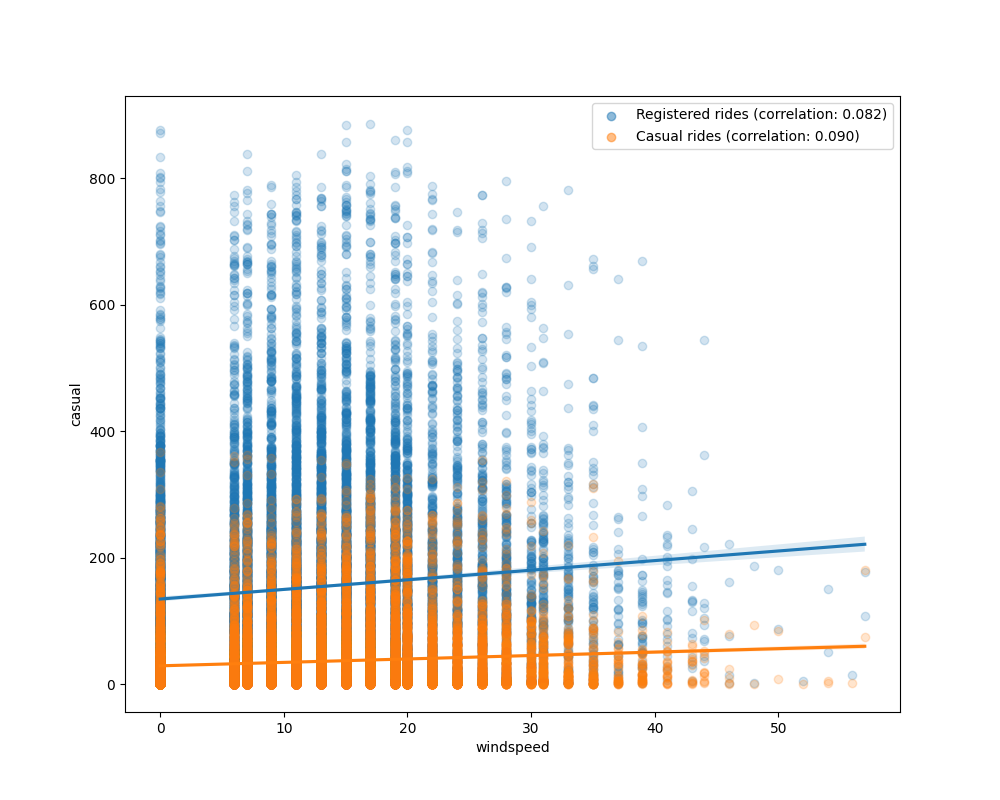 Registered rides (correlation: 0.082)
Casual rides (correlation: 0.090)
800
600
400
200
0
casual
0 10 20 30 40 50
windspeed